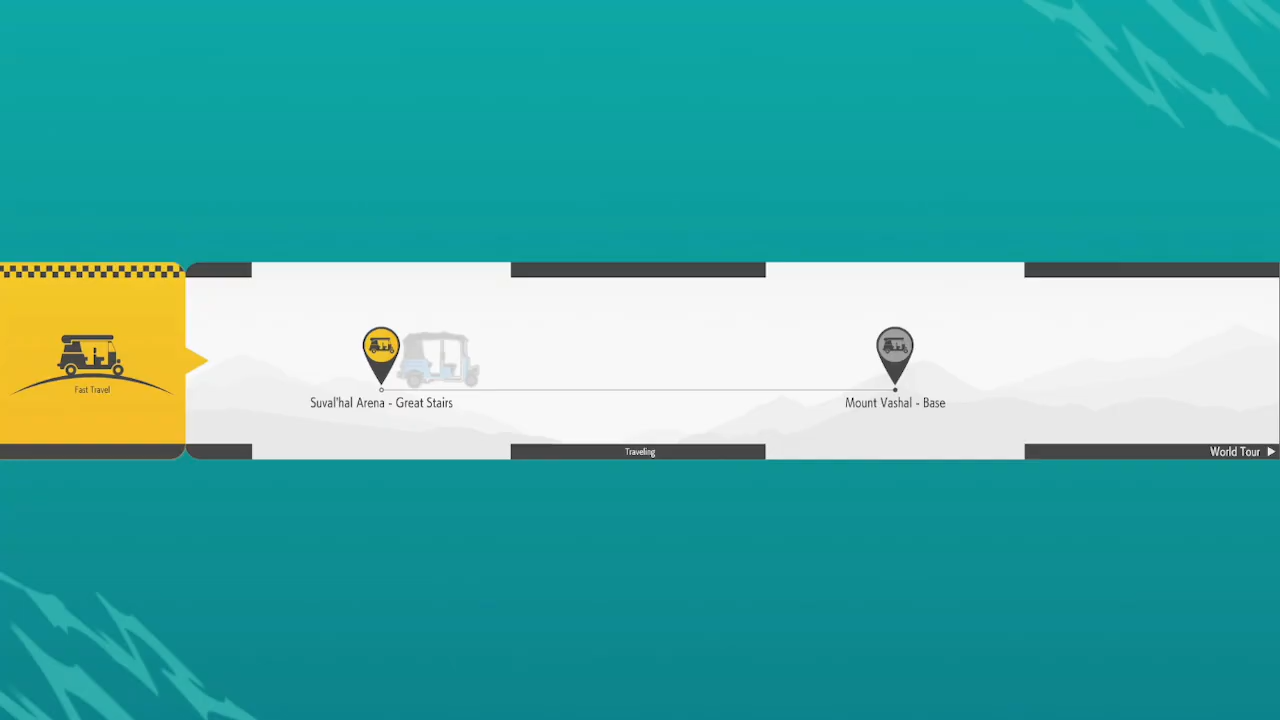 Fast Travel
Suval'hal Arena - Great Stairs
Mount Vashal - Base
Traveling
World Tour